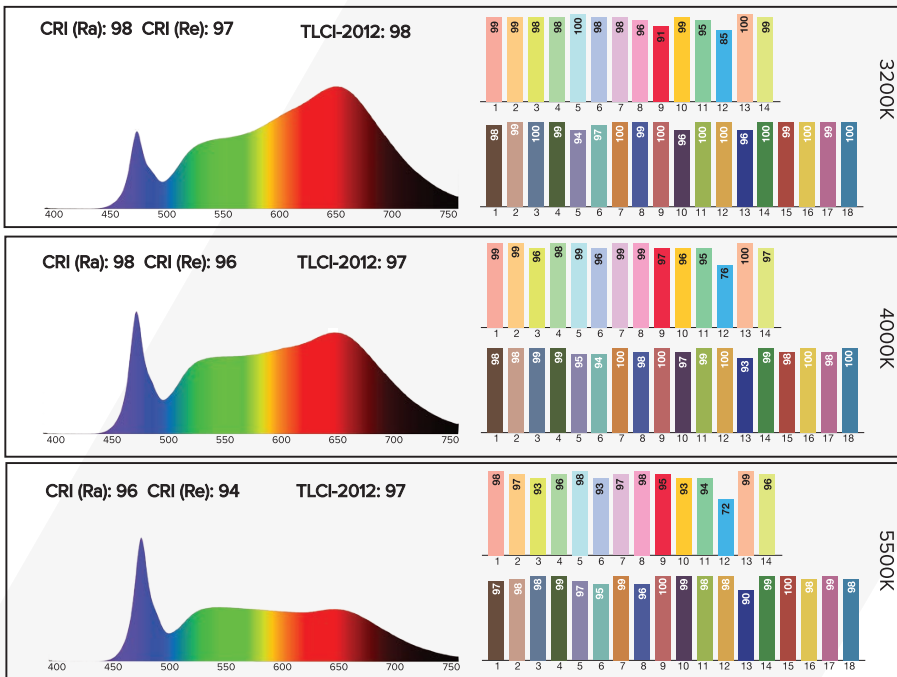 CRI (Ra): 98 CRI (Re): 97 TLCI-2012: 98
99 99 98 98 100 98 98 96 91 99 95 85 100 99
1 2 3 4 5 6 7 8 9 10 11 12 13 14
98 99 100 99 94 97 100 99 100 96 100 100 96 100 99 100 99 100
1 2 3 4 5 6 7 8 9 10 11 12 13 14 15 16 17 18
400 450 500 550 600 650 700 750
3200K
CRI (Ra): 98 CRI (Re): 96 TLCI-2012: 97
99 99 96 98 99 96 99 99 97 96 95 76 100 97
1 2 3 4 5 6 7 8 9 10 11 12 13 14
98 98 99 99 95 94 100 98 100 97 99 100 93 99 98 100 98 100
1 2 3 4 5 6 7 8 9 10 11 12 13 14 15 16 17 18
400 450 500 550 600 650 700 750
4000K
CRI (Ra): 96 CRI (Re): 94 TLCI-2012: 97
98 97 93 96 98 93 97 98 95 93 94 72 99 96
1 2 3 4 5 6 7 8 9 10 11 12 13 14
97 98 98 99 97 95 99 96 100 99 98 98 90 99 100 98 99 98
1 2 3 4 5 6 7 8 9 10 11 12 13 14 15 16 17 18
400 450 500 550 600 650 700 750
5500K